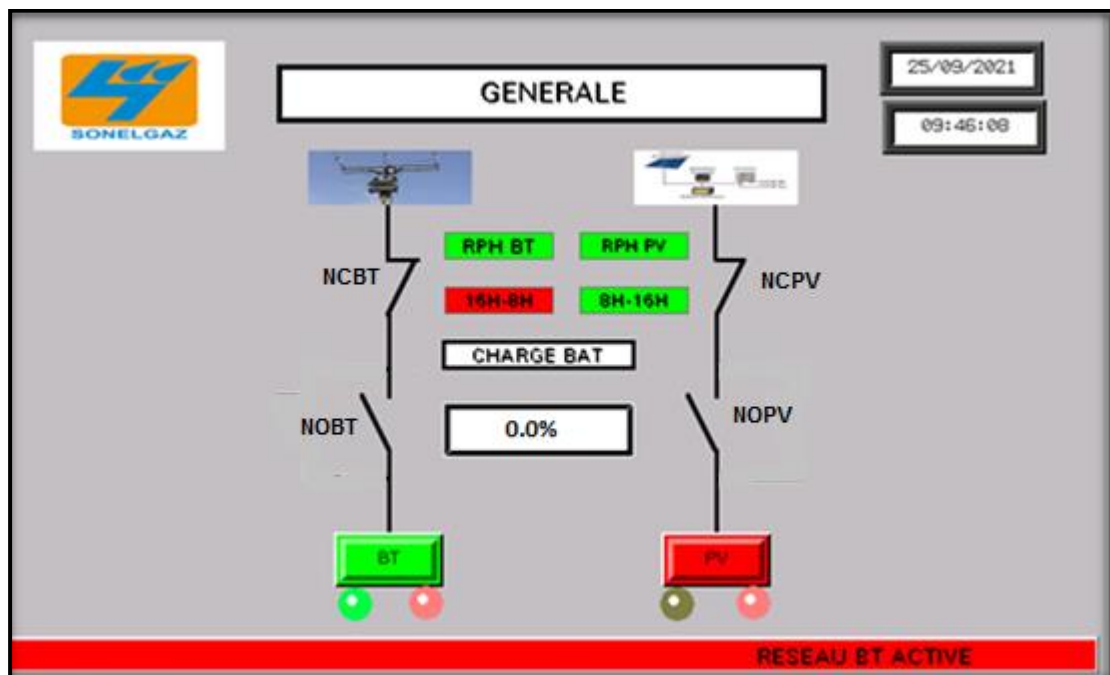 SONELGAZ
GENERALE
25/09/2021
09:46:08
RPH BT
RPH PV
NCBT
NCPV
16H-8H
8H-16H
CHARGE BAT
NOBT
0.0%
NOPV
BT
PV
RESEAU BT ACTIVE